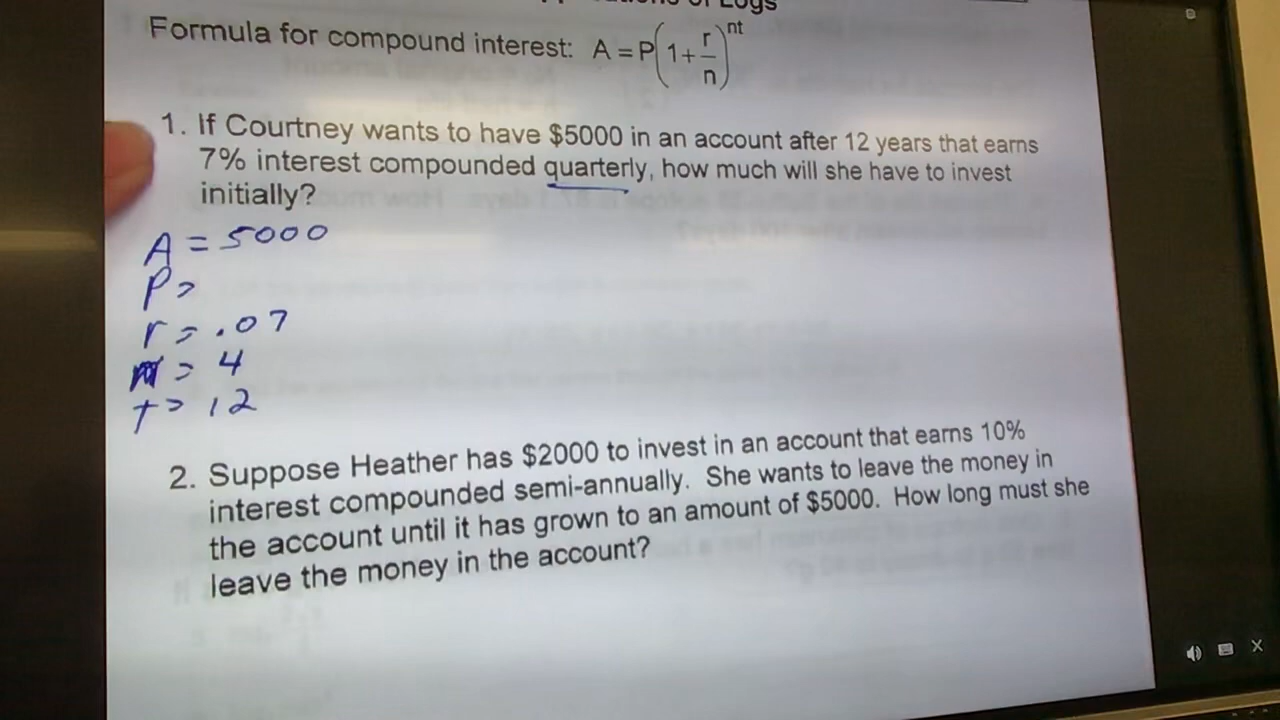 Logs
Formula for compound interest: A = P(1 + r/n)^nt
1. If Courtney wants to have $5000 in an account after 12 years that earns
7% interest compounded quarterly, how much will she have to invest
initially?
A = 5000
P =
r = .07
n = 4
t = 12
2. Suppose Heather has $2000 to invest in an account that earns 10%
interest compounded semi-annually. She wants to leave the money in
the account until it has grown to an amount of $5000. How long must she
leave the money in the account?